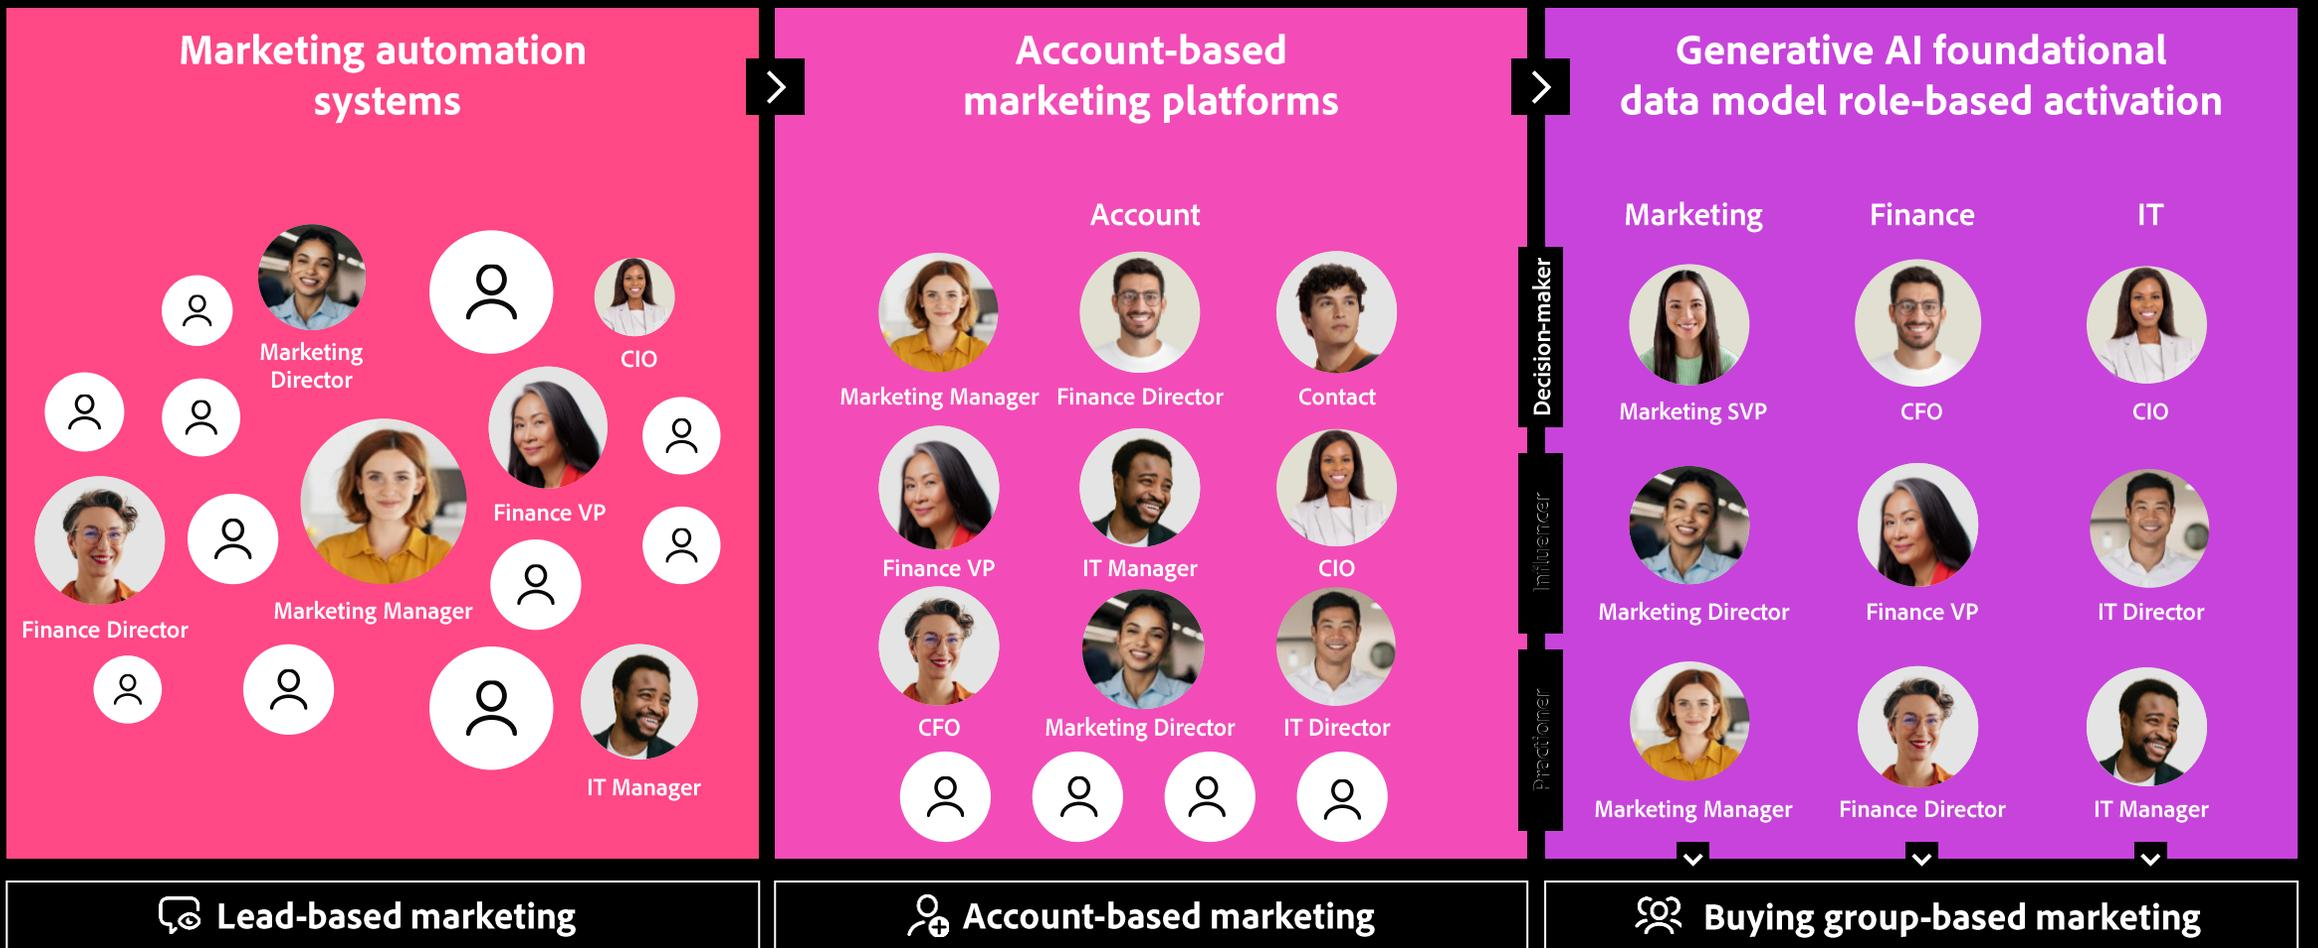 Marketing automation
systems
Marketing
Director
CIO
Finance VP
Marketing Manager
Finance Director
IT Manager
Lead-based marketing
Account-based
marketing platforms
Account
Marketing Manager
Finance Director
Contact
Finance VP
IT Manager
CIO
CFO
Marketing Director
IT Director
Account-based marketing
Generative AI foundational
data model role-based activation
Marketing
Finance
IT
Decision-maker
Marketing SVP
CFO
CIO
Influencer
Marketing Director
Finance VP
IT Director
Practioner
Marketing Manager
Finance Director
IT Manager
Buying group-based marketing